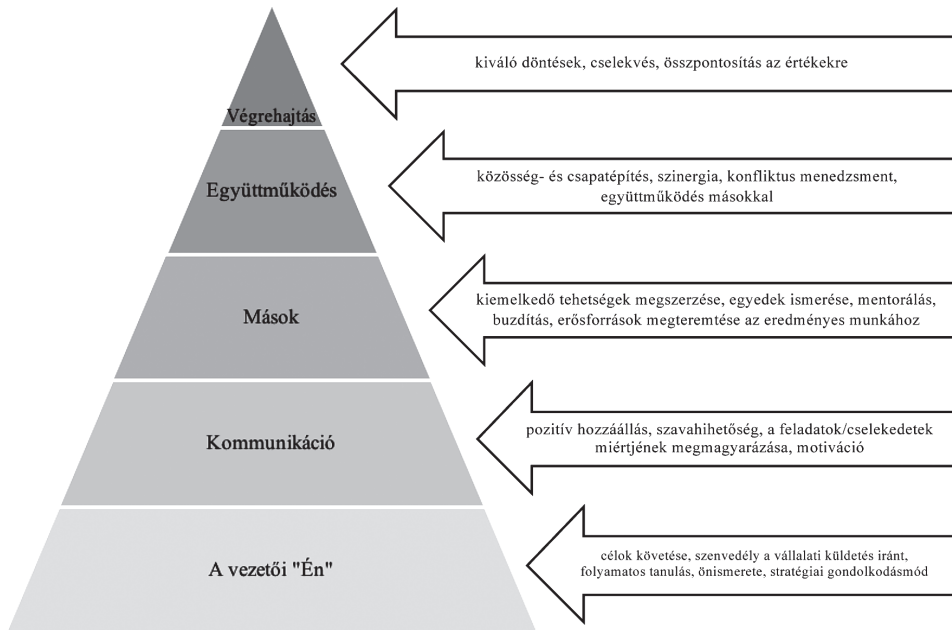 kiváló döntések, cselekvés, összpontosítás az értékekre
Végrehajtás
közösség- és csapatépítés, szinergia, konfliktus menedzsment,
együttműködés másokkal
Együttműködés
kiemelkedő tehetségek megszerzése, egyedek ismerése, mentorálás,
buzdítás, erősforrások megteremtése az eredményes munkához
Mások
pozitív hozzáállás, szavahihetőség, a feladatok/cselekedetek
miértjének megmagyarázása, motiváció
Kommunikáció
célok követése, szenvedély a vállalati küldetés iránt,
folyamatos tanulás, önismerete, stratégiai gondolkodásmód
A vezetői "Én"